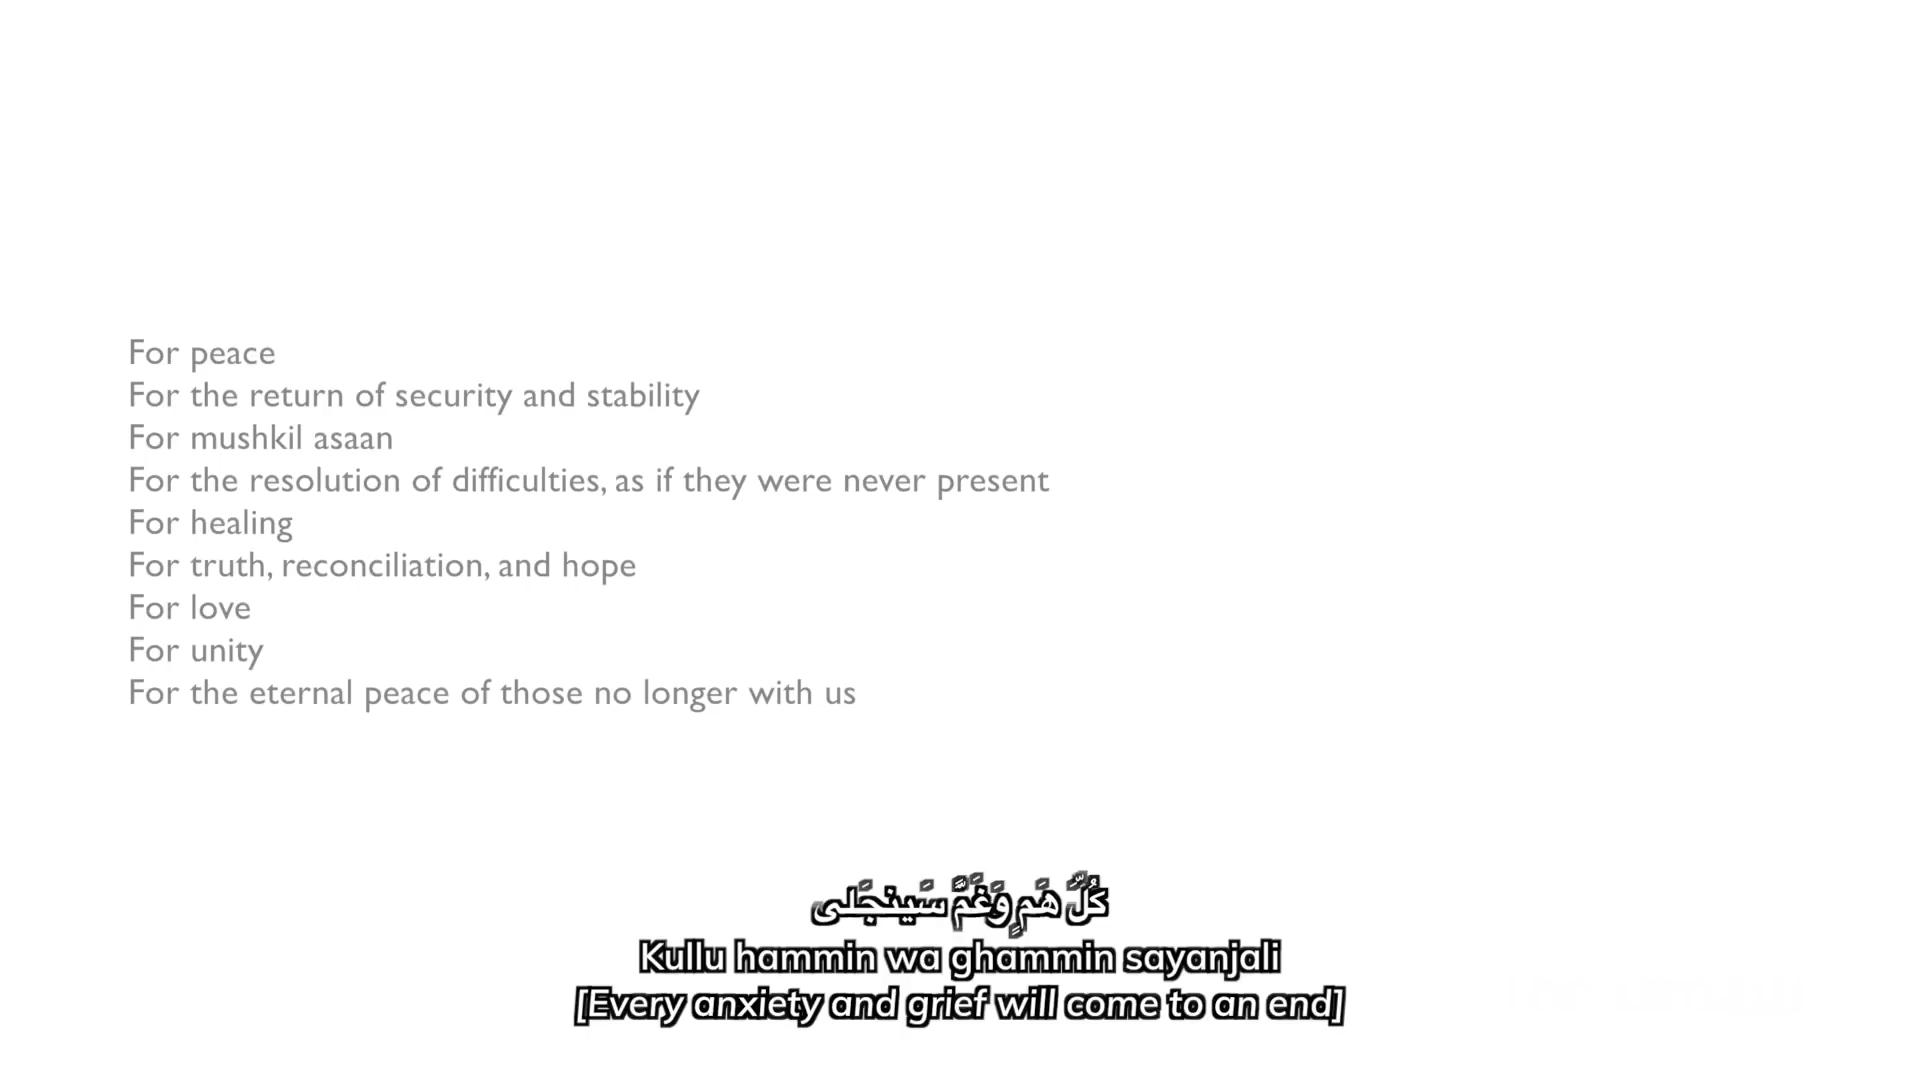 For peace
For the return of security and stability
For mushkil asaan
For the resolution of difficulties, as if they were never present
For healing
For truth, reconciliation, and hope
For love
For unity
For the eternal peace of those no longer with us
كُلُّ هَمٍّ وَغَمٍّ سَينجَلى
Kullu hammin wa ghammin sayanjali
[Every anxiety and grief will come to an end]